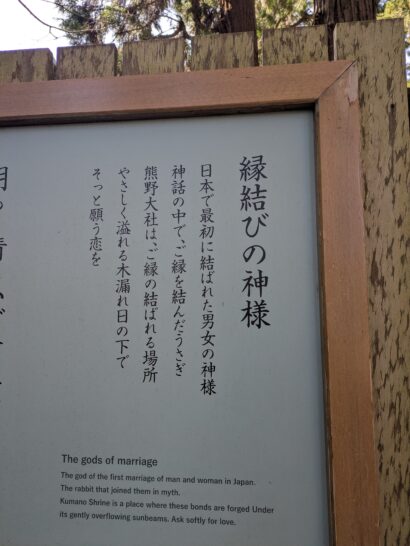 縁結びの神様
日本で最初に結ばれた男女の神様
神話の中で、ご縁を結んだうさぎ
熊野大社は、ご縁の結ばれる場所
やさしく溢れる木漏れ日の下で
そっと願う恋を
The gods of marriage
The god of the first marriage of man and woman in Japan.
The rabbit that joined them in myth.
Kumano Shrine is a place where these bonds are forged Under
its gently overflowing sunbeams. Ask softly for love.